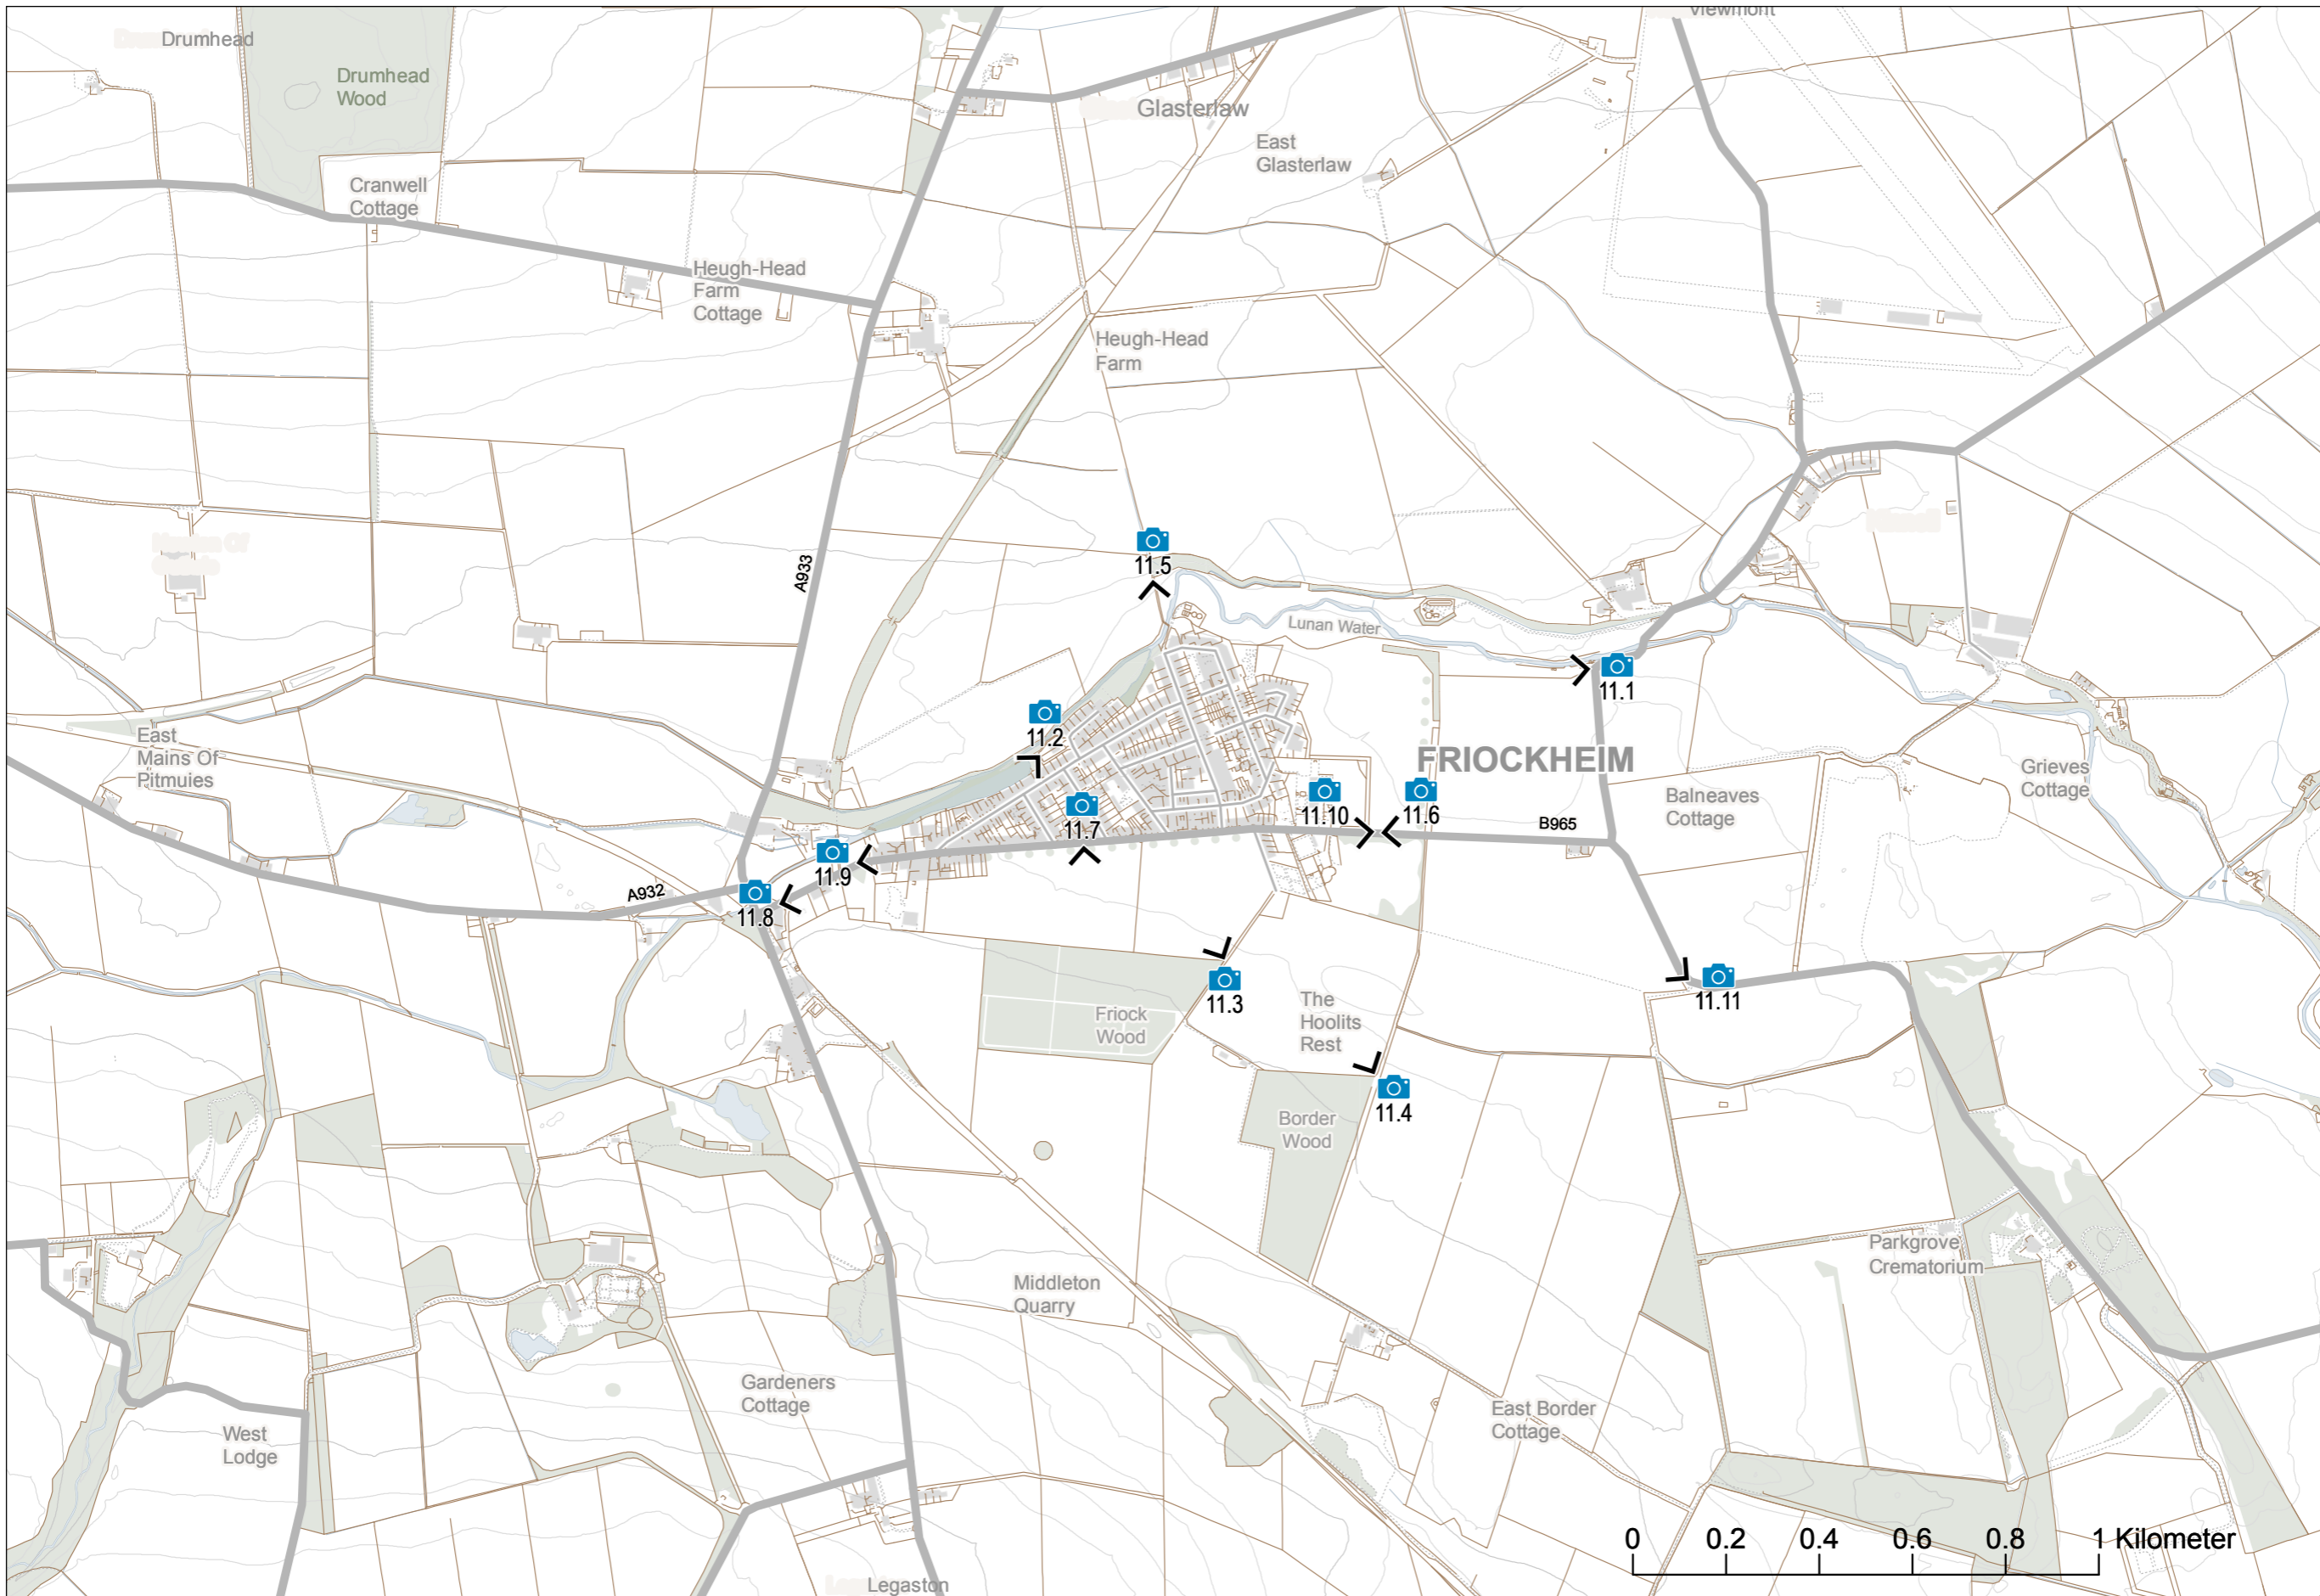 Viewmont
Drumhead
Drumhead
Wood
Glasterlaw
East
Glasterlaw
Cranwell
Cottage
Heugh-Head
Farm
Cottage
Heugh-Head
Farm
A933
11.5
Lunan Water
11.1
11.2
East
Mains Of
Pitmuies
FRIOCKHEIM
Grieves
Cottage
Balneaves
Cottage
11.7
11.10
11.6
B965
11.9
A932
11.8
11.3
11.11
Friock
Wood
The
Hoolits
Rest
11.4
Border
Wood
Parkgrove
Crematorium
Middleton
Quarry
Gardeners
Cottage
East Border
Cottage
West
Lodge
0 0.2 0.4 0.6 0.8 1 Kilometer
Legaston